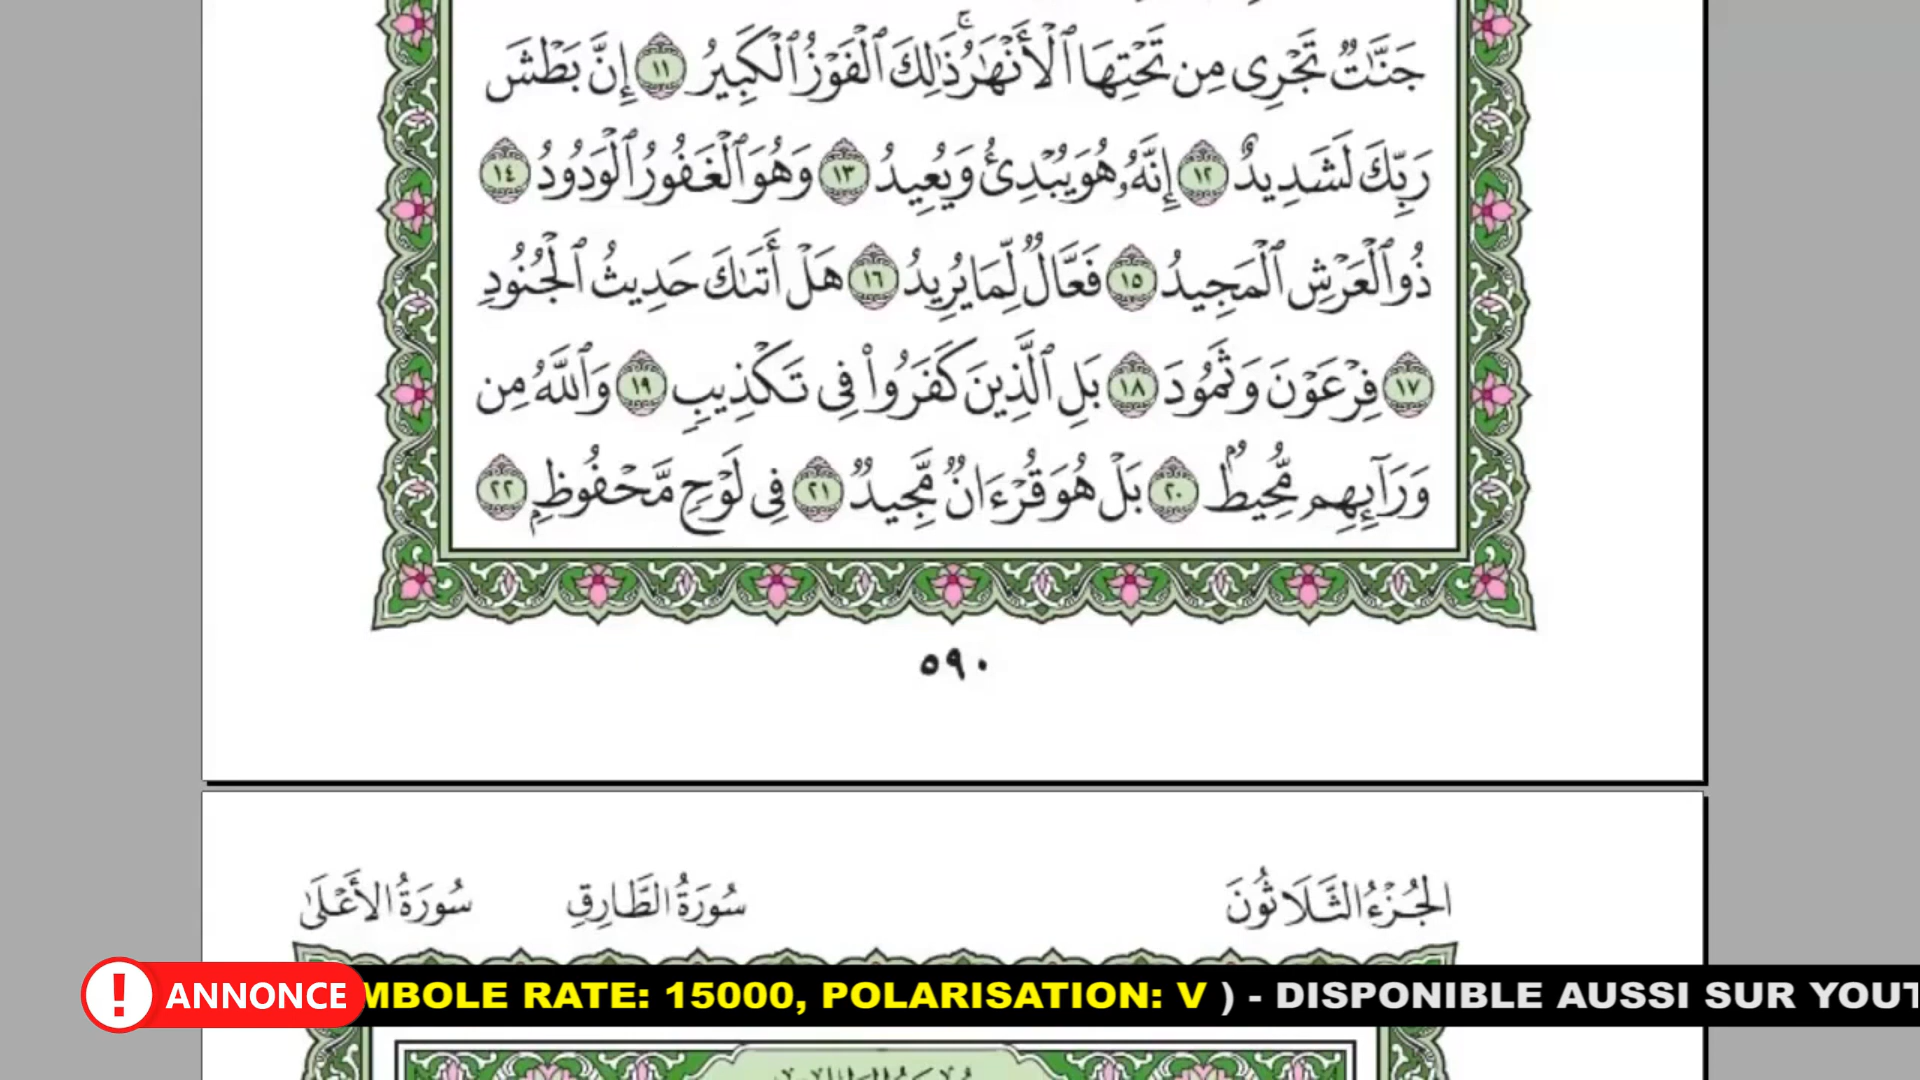 جَنَّٰتٌ تَجْرِى مِن تَحْتِهَا ٱلْأَنْهَٰرُ ۚ ذَٰلِكَ ٱلْفَوْزُ ٱلْكَبِيرُ ١١ إِنَّ بَطْشَ
رَبِّكَ لَشَدِيدٌ ١٢ إِنَّهُۥ هُوَ يُبْدِئُ وَيُعِيدُ ١٣ وَهُوَ ٱلْغَفُورُ ٱلْوَدُودُ ١٤
ذُو ٱلْعَرْشِ ٱلْمَجِيدُ ١٥ فَعَّالٌ لِّمَا يُرِيدُ ١٦ هَلْ أَتَىٰكَ حَدِيثُ ٱلْجُنُودِ
١٧ فِرْعَوْنَ وَثَمُودَ ١٨ بَلِ ٱلَّذِينَ كَفَرُوا۟ فِى تَكْذِيبٍ ١٩ وَٱللَّهُ مِن
وَرَآئِهِم مُّحِيطٌۢ ٢٠ بَلْ هُوَ قُرْءَانٌ مَّجِيدٌ ٢١ فِى لَوْحٍ مَّحْفُوظٍۭ ٢٢
٥٩٠
الجُزْءُ الثَّلَاثُونَ سُورَةُ الطَّارِقِ سُورَةُ الأَعْلَىٰ
ANNONCE MBOLE RATE: 15000, POLARISATION: V ) - DISPONIBLE AUSSI SUR YOUT